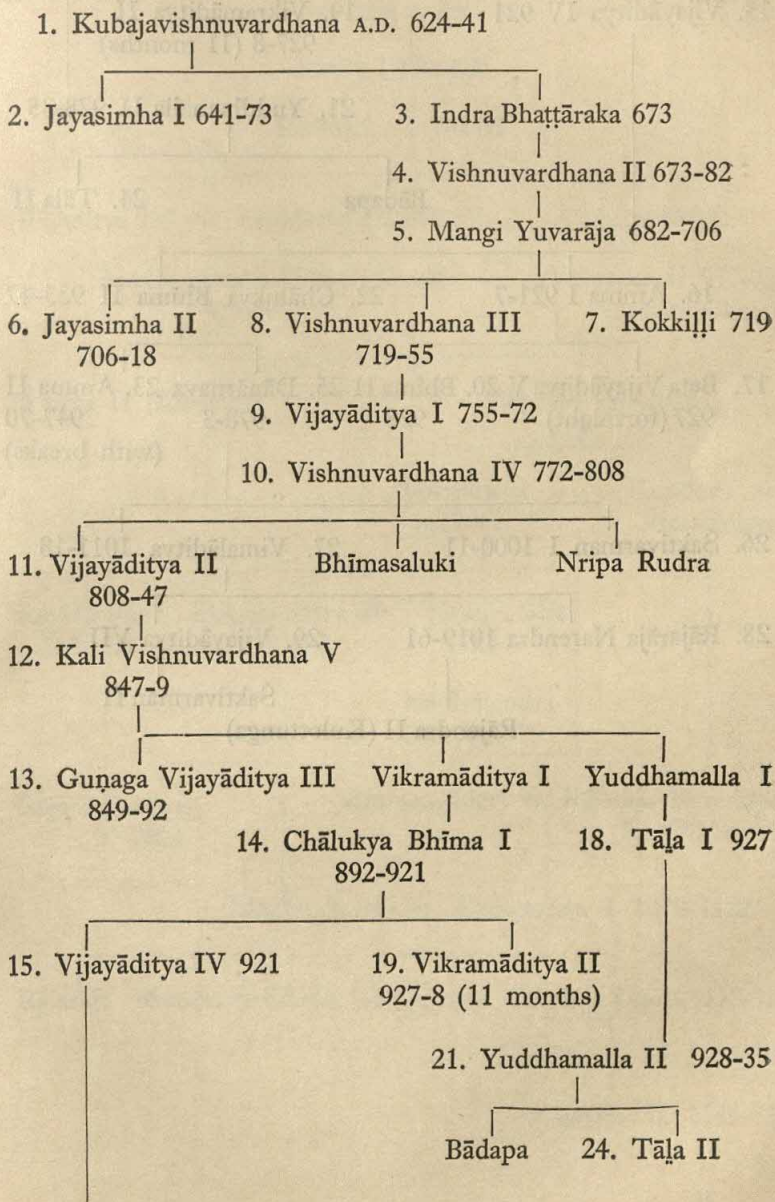 1. Kubajavishnuvardhana A.D. 624-41
2. Jayasimha I 641-73 3. Indra Bhaṭṭāraka 673
4. Vishnuvardhana II 673-82
5. Mangi Yuvarāja 682-706
6. Jayasimha II 8. Vishnuvardhana III 7. Kokkiḷḷi 719
706-18 719-55
9. Vijayāditya I 755-72
10. Vishnuvardhana IV 772-808
11. Vijayāditya II Bhīmasaluki Nripa Rudra
808-47
12. Kali Vishnuvardhana V
847-9
13. Guṇaga Vijayāditya III Vikramāditya I Yuddhamalla I
849-92
14. Chālukya Bhīma I 18. Tāḻa I 927
892-921
15. Vijayāditya IV 921 19. Vikramāditya II
927-8 (11 months)
21. Yuddhamalla II 928-35
Bādapa 24. Tāḻa II